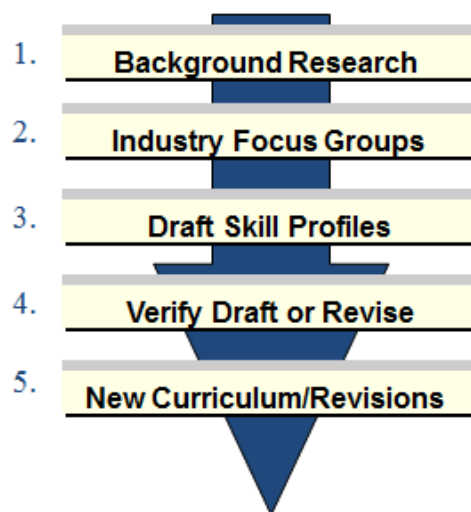 1. Background Research
2. Industry Focus Groups
3. Draft Skill Profiles
4. Verify Draft or Revise
5. New Curriculum/Revisions